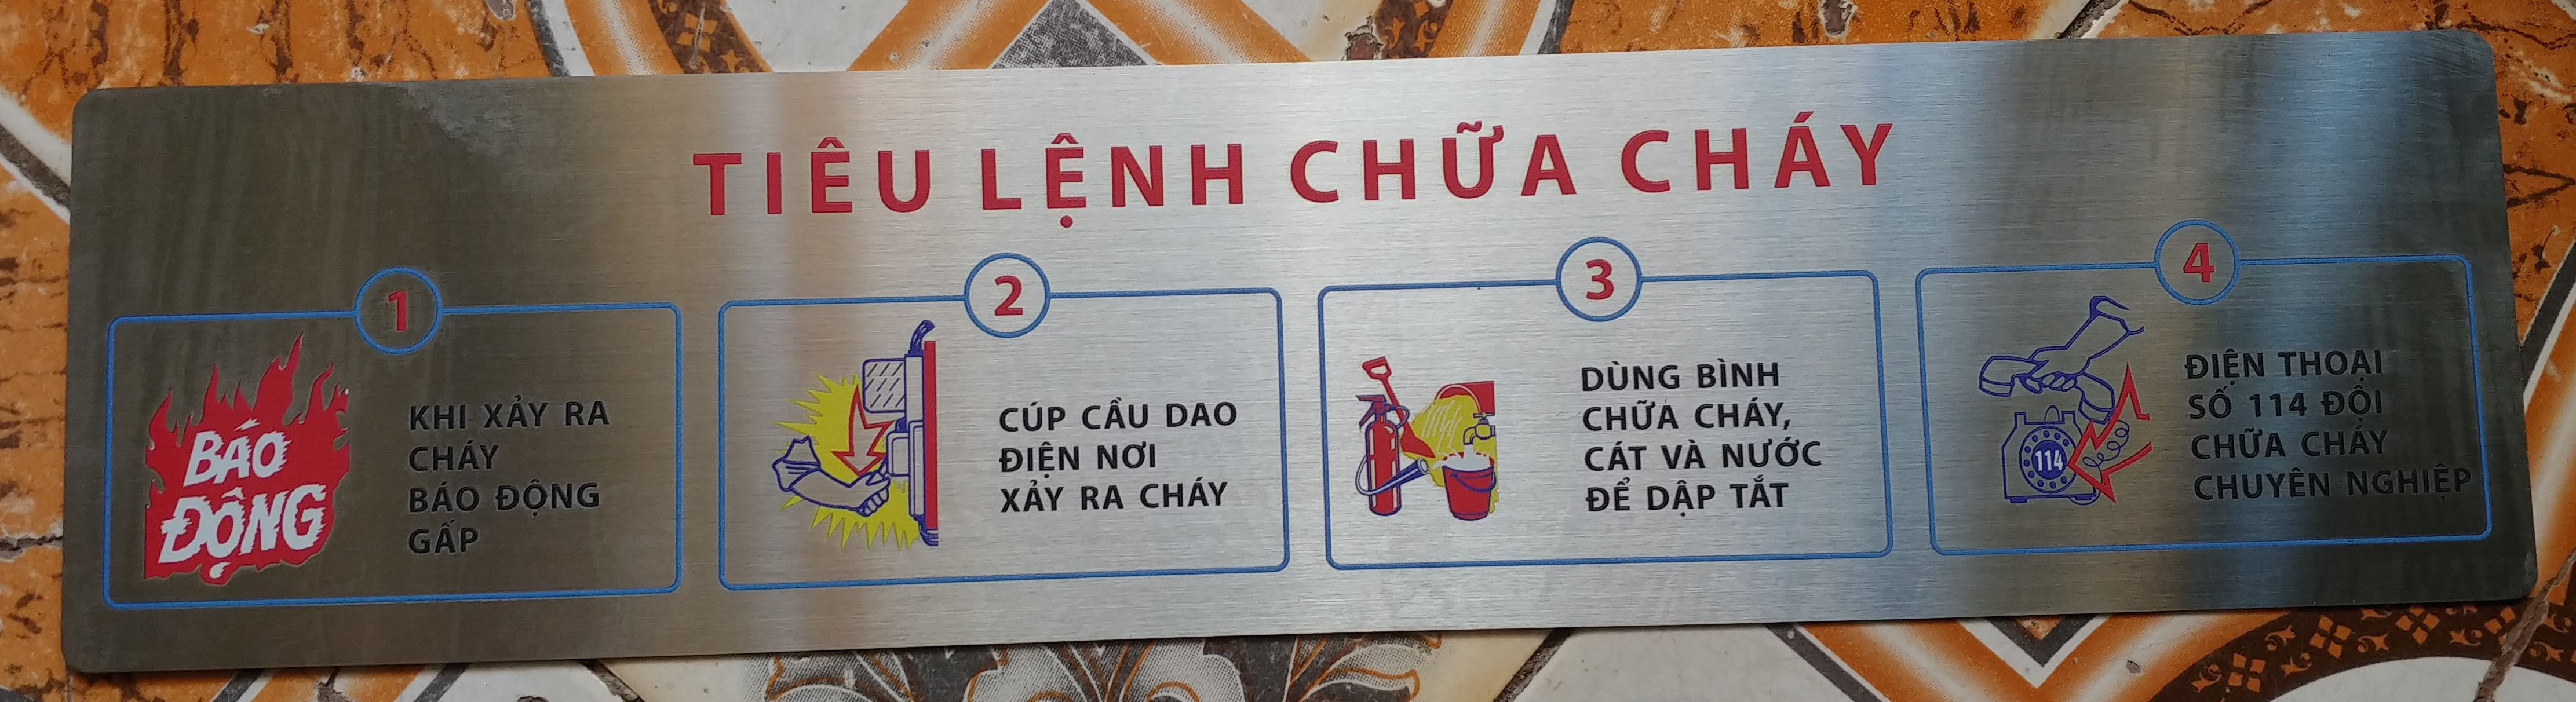 TIÊU LỆNH CHỮA CHÁY
1
BÁO
ĐỘNG
KHI XẢY RA
CHÁY
BÁO ĐỘNG
GẤP
2
CÚP CẦU DAO
ĐIỆN NƠI
XẢY RA CHÁY
3
DÙNG BÌNH
CHỮA CHÁY,
CÁT VÀ NƯỚC
ĐỂ DẬP TẮT
4
114
ĐIỆN THOẠI
SỐ 114 ĐỘI
CHỮA CHÁY
CHUYÊN NGHIỆP